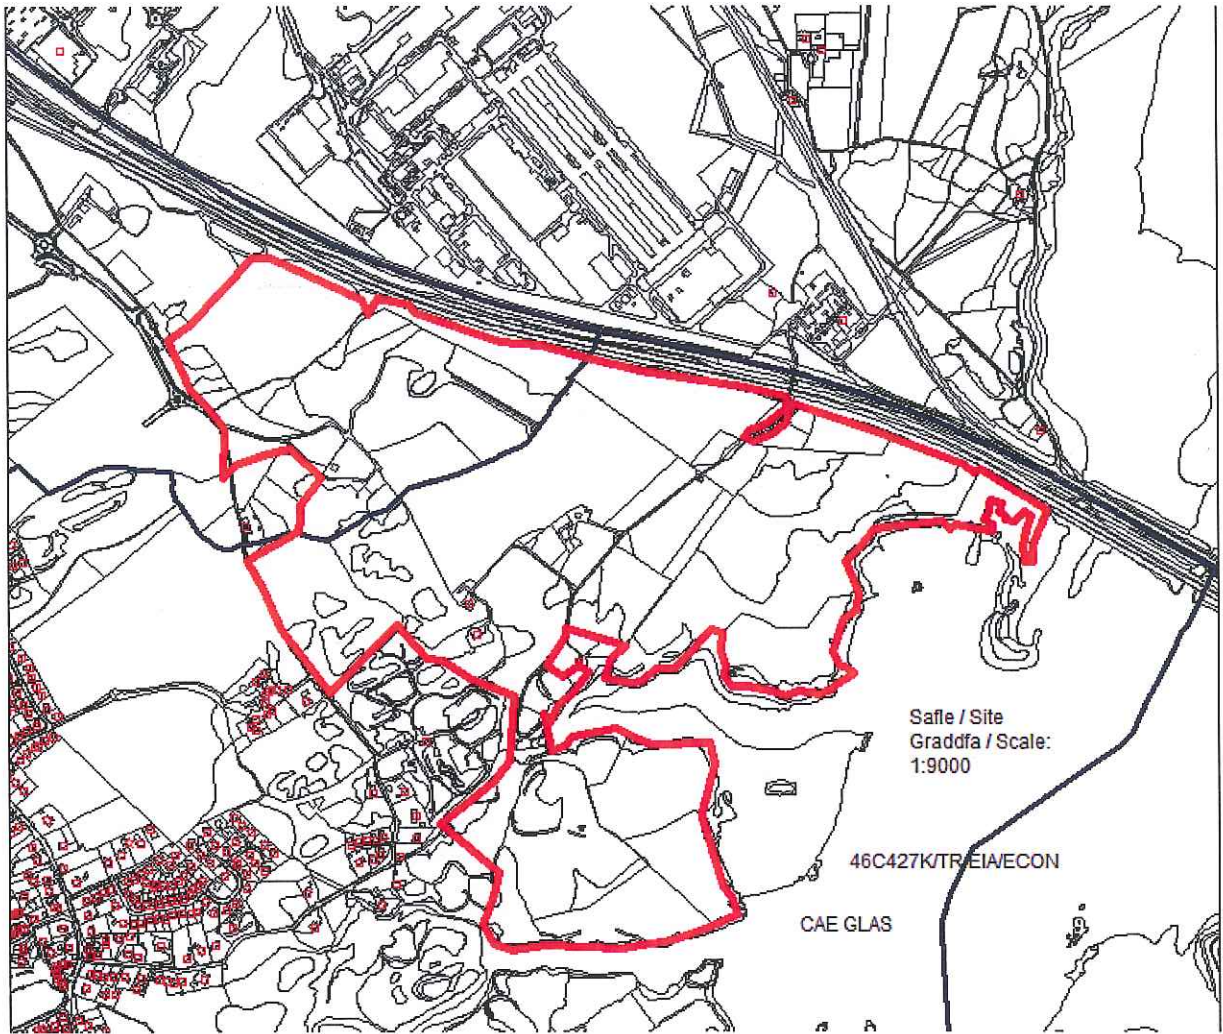 Safle / Site
Graddfa / Scale:
1:9000
46C427K/TR/EIA/ECON
CAE GLAS